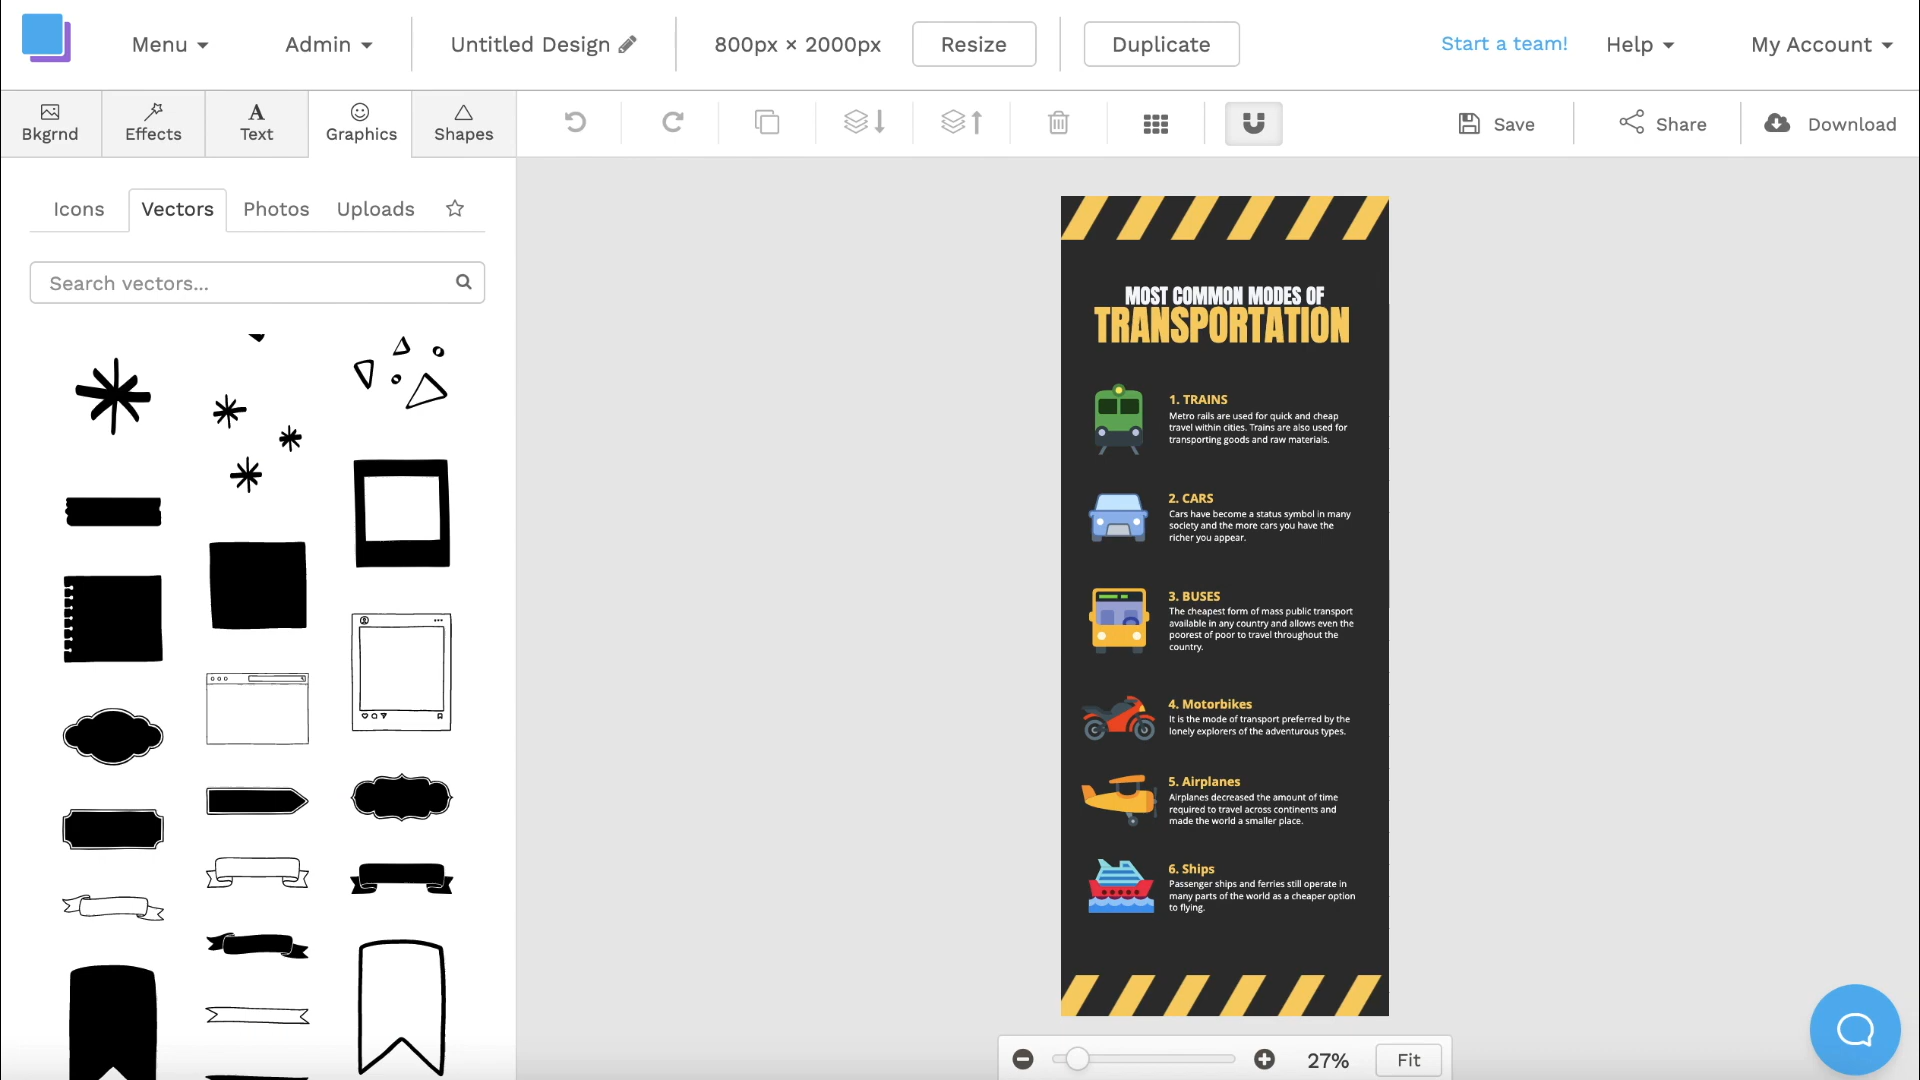 Menu
Admin
Untitled Design
800px × 2000px
Resize
Duplicate
Start a team!
Help
My Account
Bkgrnd
Effects
Text
Graphics
Shapes
Save
Share
Download
Icons
Vectors
Photos
Uploads
Search vectors...
MOST COMMON MODES OF
TRANSPORTATION
1. TRAINS
Metro rails are used for quick and cheap
travel within cities. Trains are also used for
transporting goods and raw materials.
2. CARS
Cars have become a status symbol in many
society and the more cars you have the
richer you appear.
3. BUSES
The cheapest form of mass public transport
available in any country and allows even the
poorest of poor to travel throughout the
country.
4. Motorbikes
It is the mode of transport preferred by the
lonely explorers of the adventurous types.
5. Airplanes
Airplanes decreased the amount of time
required to travel across continents and
made the world a smaller place.
6. Ships
Passenger ships and ferries still operate in
many parts of the world as a cheaper option
to flying.
27%
Fit